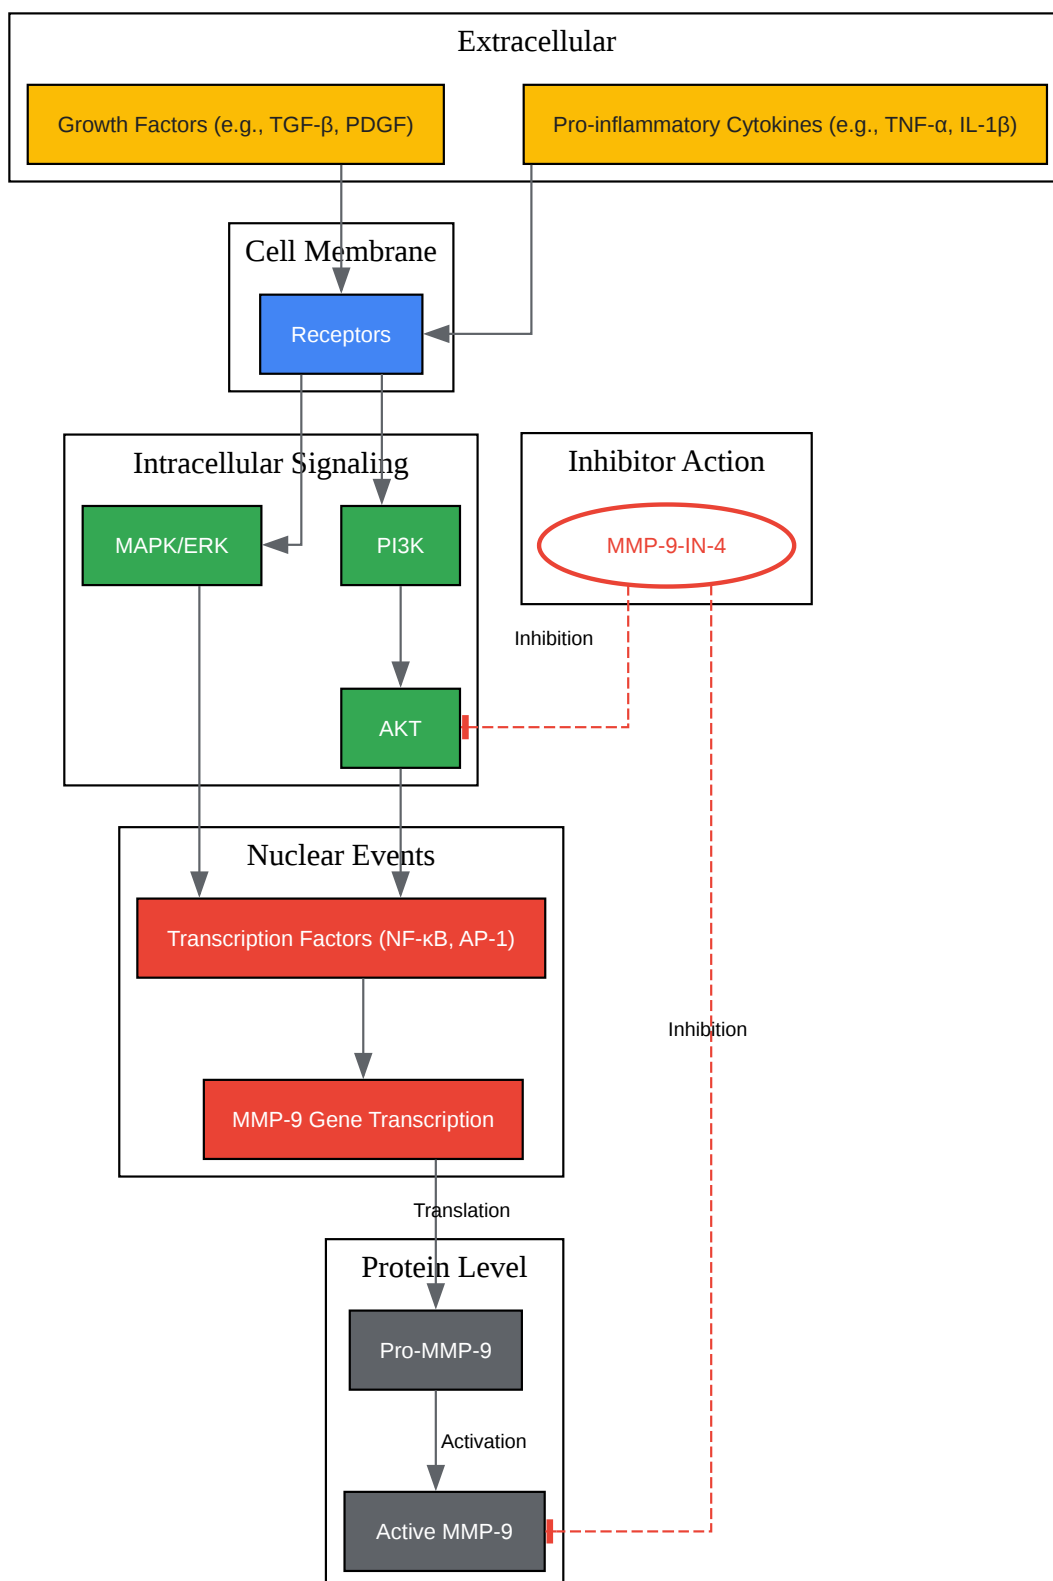 Extracellular
Growth Factors (e.g., TGF-β, PDGF)
Pro-inflammatory Cytokines (e.g., TNF-α, IL-1β)
Cell Membrane
Receptors
Intracellular Signaling
Inhibitor Action
MAPK/ERK
PI3K
MMP-9-IN-4
Inhibition
AKT
Nuclear Events
Transcription Factors (NF-κB, AP-1)
Inhibition
MMP-9 Gene Transcription
Translation
Protein Level
Pro-MMP-9
Activation
Active MMP-9